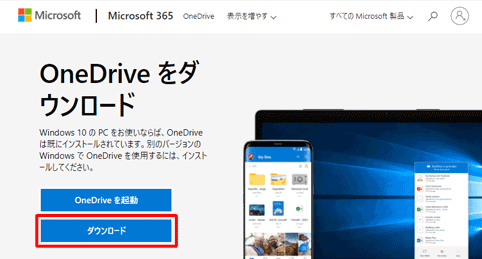 Microsoft
Microsoft 365
OneDrive
表示を増やす
すべての Microsoft 製品
OneDrive をダ
ウンロード
Windows 10 の PC をお使いならば、OneDrive
は既にインストールされています。別のバージョンの
Windows で OneDrive を使用するには、インスト
ールしてください。
OneDrive を起動
ダウンロード